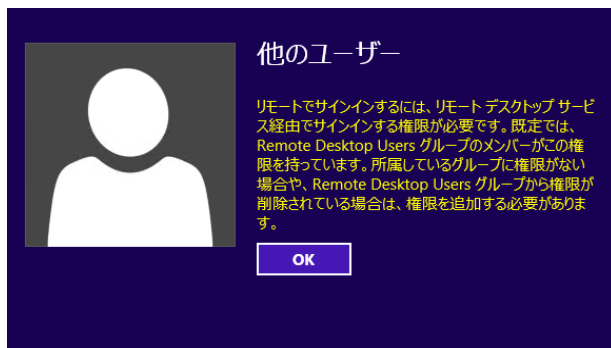 他のユーザー
リモートでサインインするには、リモート デスクトップ サービ
ス経由でサインインする権限が必要です。既定では、
Remote Desktop Users グループのメンバーがこの権
限を持っています。所属しているグループに権限がない
場合や、Remote Desktop Users グループから権限が
削除されている場合は、権限を追加する必要がありま
す。
OK